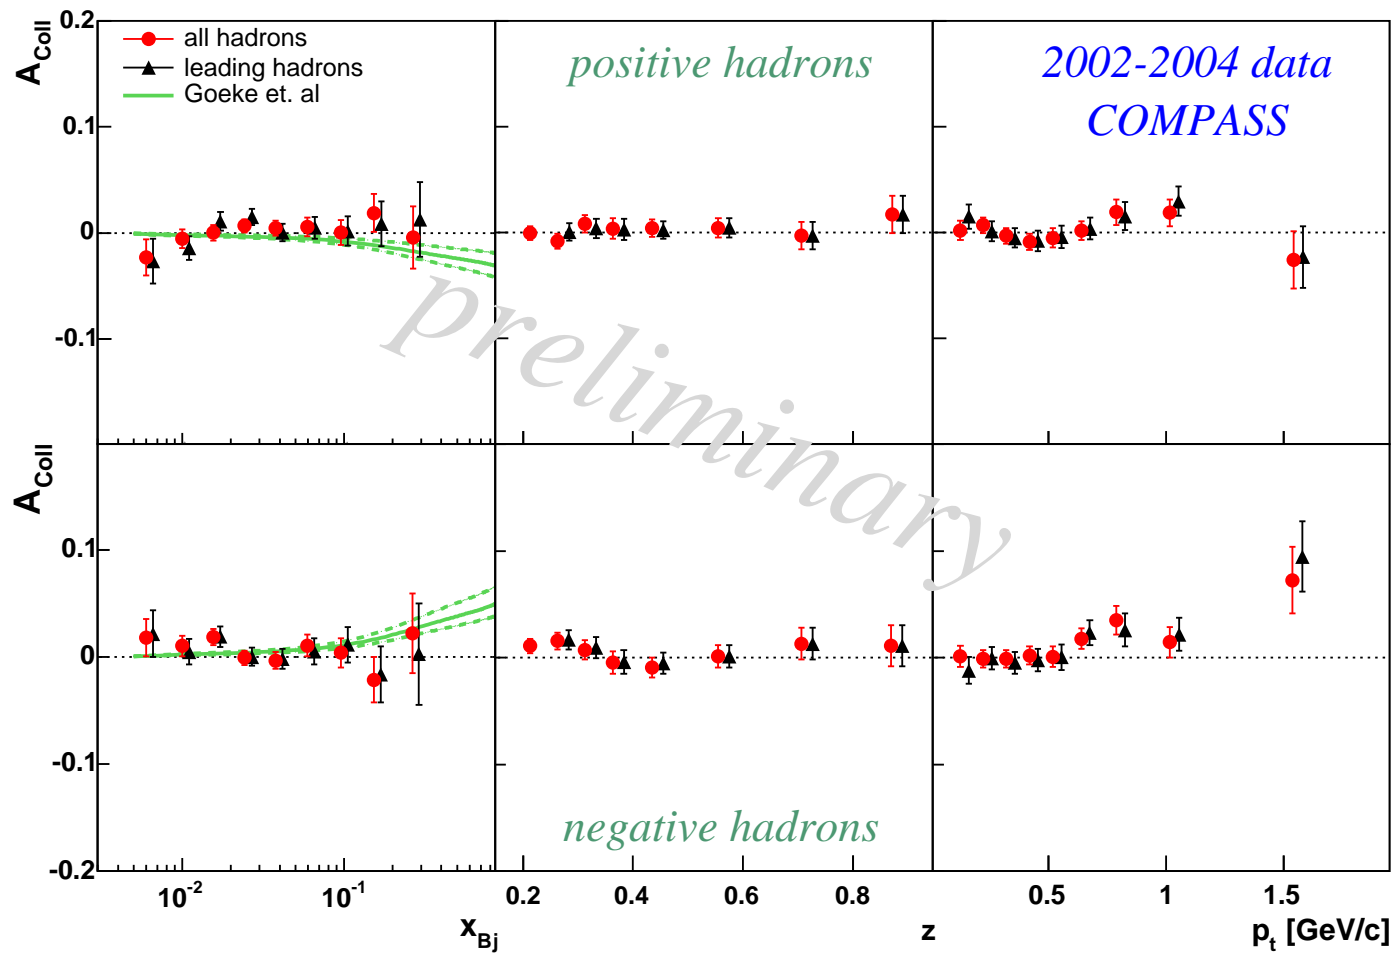 A_Coll
0.2
0.1
0
-0.1
all hadrons
leading hadrons
Goeke et. al
positive hadrons
2002-2004 data
COMPASS
preliminary
A_Coll
0.1
0
-0.1
-0.2
negative hadrons
10^-2 10^-1
0.2 0.4 0.6 0.8
0.5 1 1.5
x_Bj
z
p_t [GeV/c]